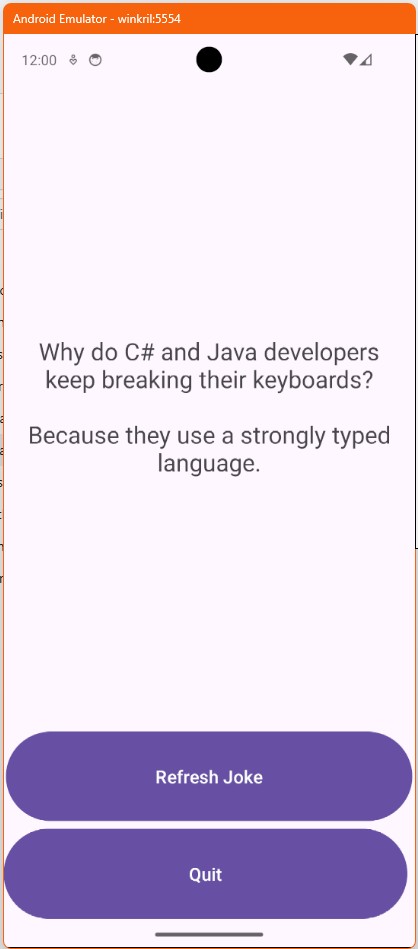 Android Emulator - winkril:5554
12:00
Why do C# and Java developers
keep breaking their keyboards?
Because they use a strongly typed
language.
Refresh Joke
Quit